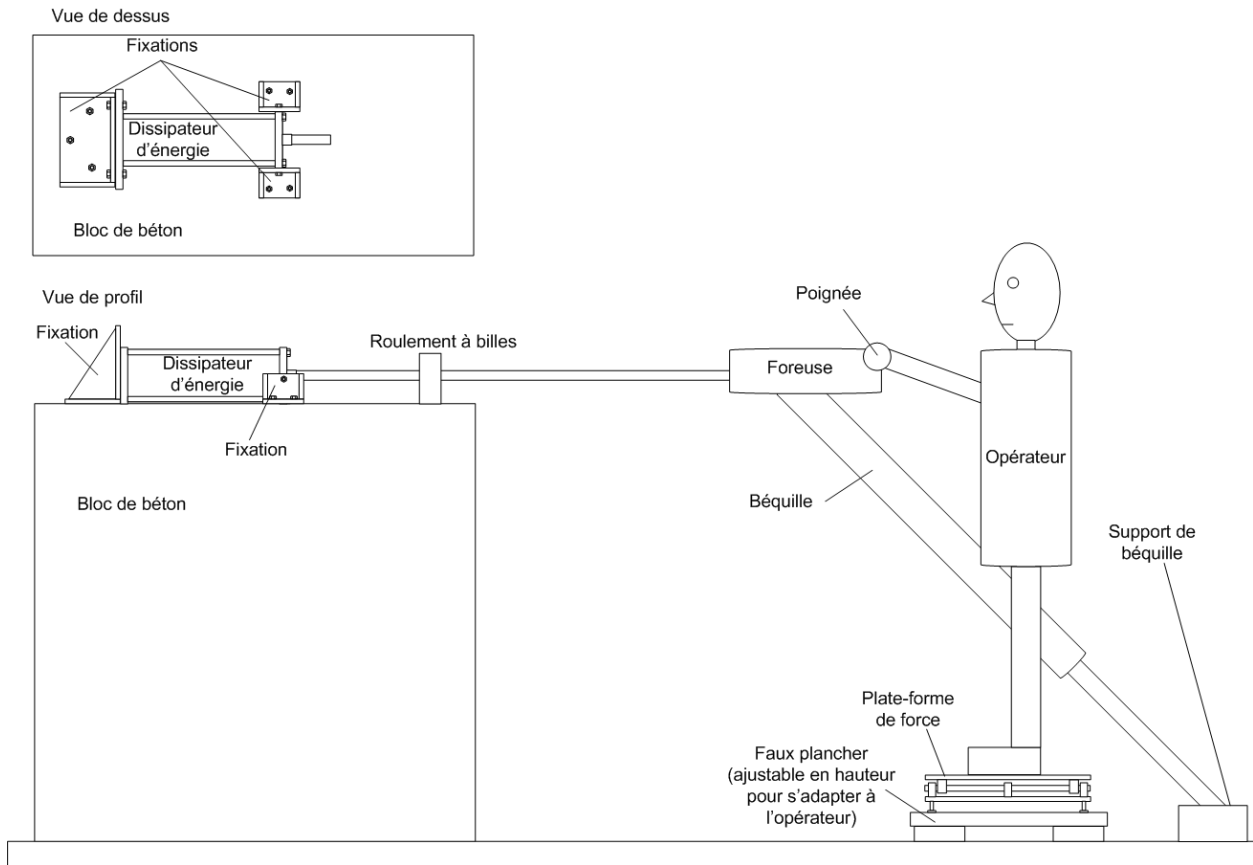 Vue de dessus
Fixations
Dissipateur
d'énergie
Bloc de béton
Vue de profil
Fixation
Dissipateur
d'énergie
Fixation
Roulement à billes
Bloc de béton
Poignée
Foreuse
Opérateur
Béquille
Support de
béquille
Plate-forme
de force
Faux plancher
(ajustable en hauteur
pour s'adapter à
l'opérateur)